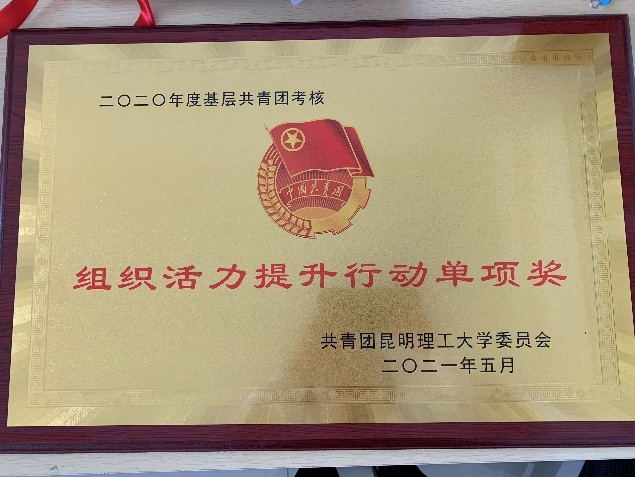 二〇二〇年度基层共青团考核
中国共青团
组织活力提升行动单项奖
共青团昆明理工大学委员会
二〇二一年五月